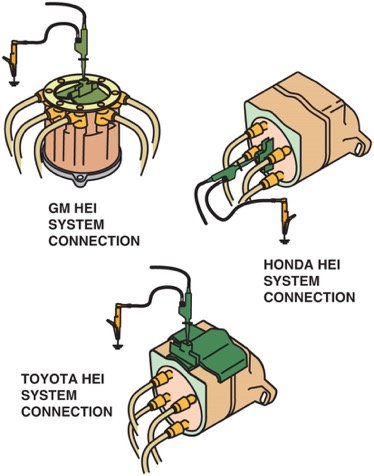 GM HEI
SYSTEM
CONNECTION
HONDA HEI
SYSTEM
CONNECTION
TOYOTA HEI
SYSTEM
CONNECTION